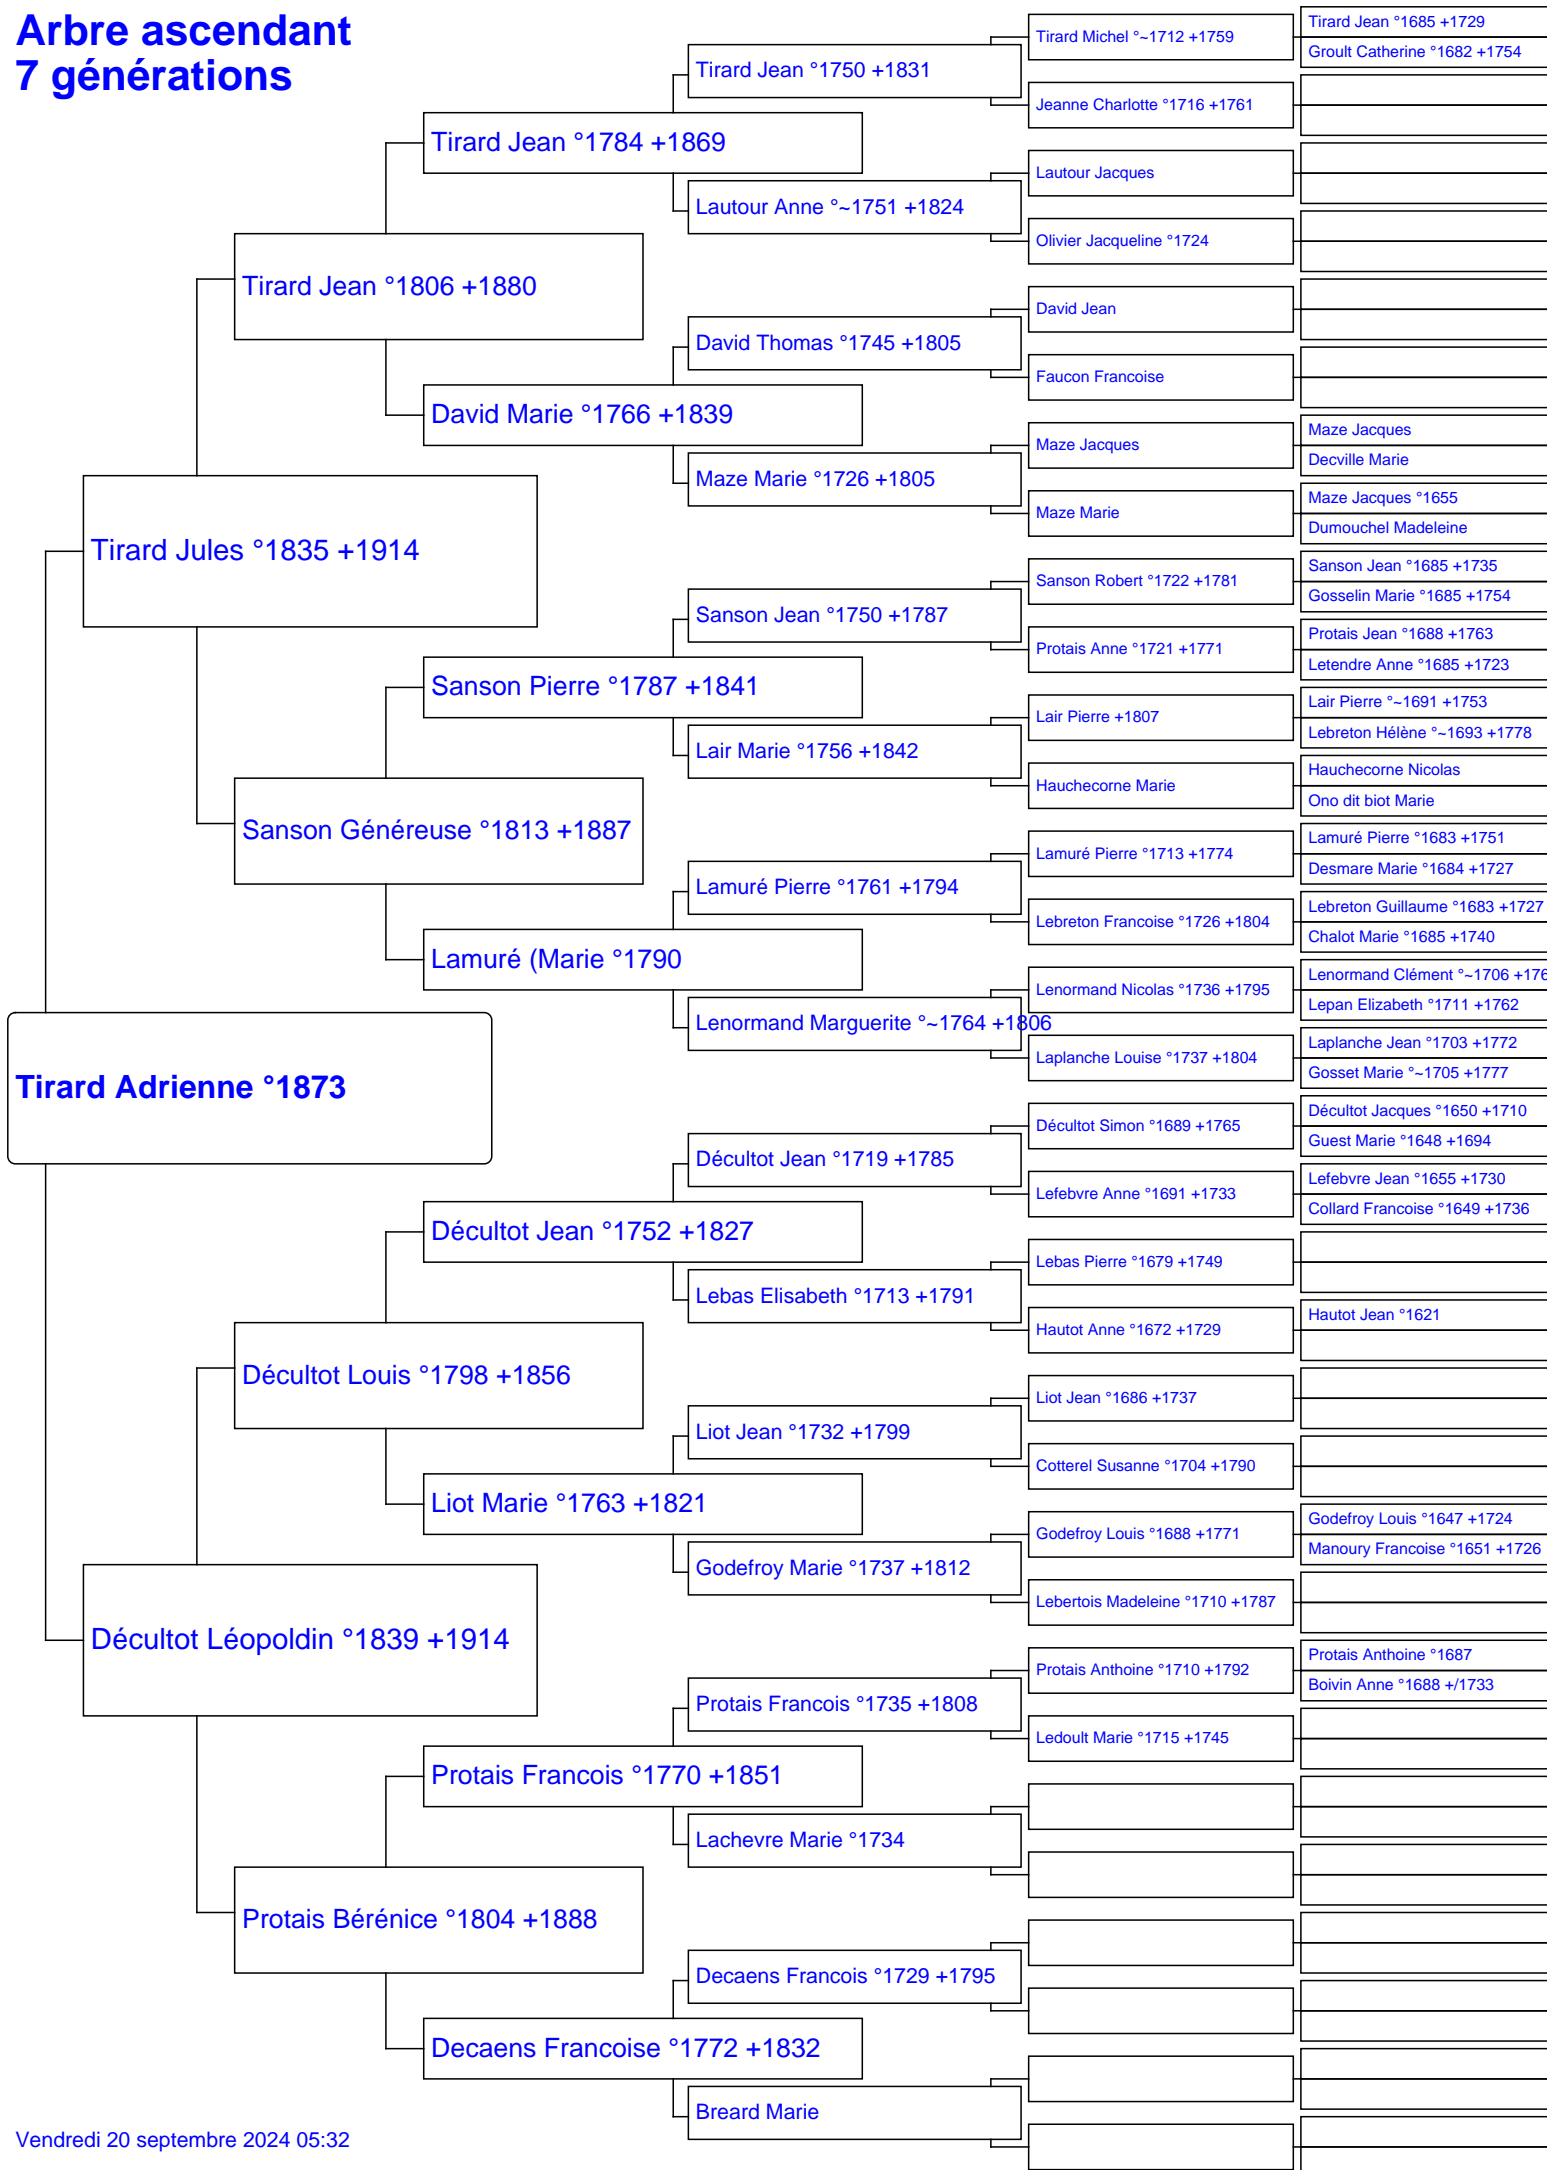 Arbre ascendant
7 générations
Tirard Adrienne °1873
Tirard Jules °1835 +1914
Décultot Léopoldin °1839 +1914
Tirard Jean °1806 +1880
Sanson Généreuse °1813 +1887
Décultot Louis °1798 +1856
Protais Bérénice °1804 +1888
Tirard Jean °1784 +1869
David Marie °1766 +1839
Sanson Pierre °1787 +1841
Lamuré (Marie °1790
Décultot Jean °1752 +1827
Liot Marie °1763 +1821
Protais Francois °1770 +1851
Decaens Francoise °1772 +1832
Tirard Jean °1750 +1831
Lautour Anne °~1751 +1824
David Thomas °1745 +1805
Maze Marie °1726 +1805
Sanson Jean °1750 +1787
Lair Marie °1756 +1842
Lamuré Pierre °1761 +1794
Lenormand Marguerite °~1764 +1806
Décultot Jean °1719 +1785
Lebas Elisabeth °1713 +1791
Liot Jean °1732 +1799
Godefroy Marie °1737 +1812
Protais Francois °1735 +1808
Lachevre Marie °1734
Decaens Francois °1729 +1795
Breard Marie
Tirard Michel °~1712 +1759
Jeanne Charlotte °1716 +1761
Lautour Jacques
Olivier Jacqueline °1724
David Jean
Faucon Francoise
Maze Jacques
Maze Marie
Sanson Robert °1722 +1781
Protais Anne °1721 +1771
Lair Pierre +1807
Hauchecorne Marie
Lamuré Pierre °1713 +1774
Lebreton Francoise °1726 +1804
Lenormand Nicolas °1736 +1795
Laplanche Louise °1737 +1804
Décultot Simon °1689 +1765
Lefebvre Anne °1691 +1733
Lebas Pierre °1679 +1749
Hautot Anne °1672 +1729
Liot Jean °1686 +1737
Cotterel Susanne °1704 +1790
Godefroy Louis °1688 +1771
Lebertois Madeleine °1710 +1787
Protais Anthoine °1710 +1792
Ledoult Marie °1715 +1745
Tirard Jean °1685 +1729
Groult Catherine °1682 +1754
Maze Jacques
Decville Marie
Maze Jacques °1655
Dumouchel Madeleine
Sanson Jean °1685 +1735
Gosselin Marie °1685 +1754
Protais Jean °1688 +1763
Letendre Anne °1685 +1723
Lair Pierre °~1691 +1753
Lebreton Hélène °~1693 +1778
Hauchecorne Nicolas
Ono dit biot Marie
Lamuré Pierre °1683 +1751
Desmare Marie °1684 +1727
Lebreton Guillaume °1683 +1727
Chalot Marie °1685 +1740
Lenormand Clément °~1706 +176
Lepan Elizabeth °1711 +1762
Laplanche Jean °1703 +1772
Gosset Marie °~1705 +1777
Décultot Jacques °1650 +1710
Guest Marie °1648 +1694
Lefebvre Jean °1655 +1730
Collard Francoise °1649 +1736
Hautot Jean °1621
Godefroy Louis °1647 +1724
Manoury Francoise °1651 +1726
Protais Anthoine °1687
Boivin Anne °1688 +/1733
Vendredi 20 septembre 2024 05:32